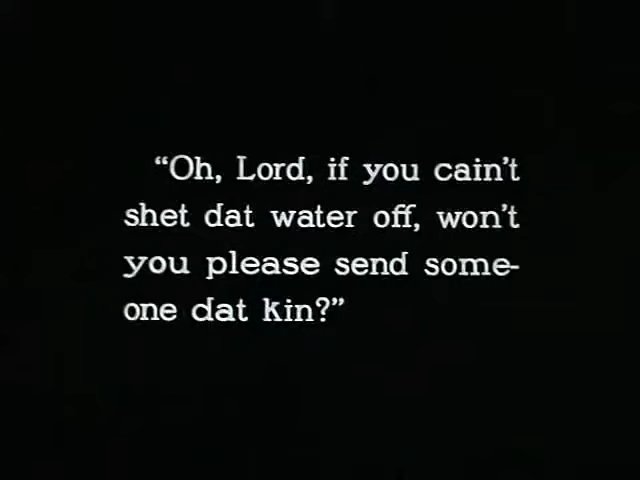 “Oh, Lord, if you cain’t
shet dat water off, won’t
you please send some-
one dat kin?”